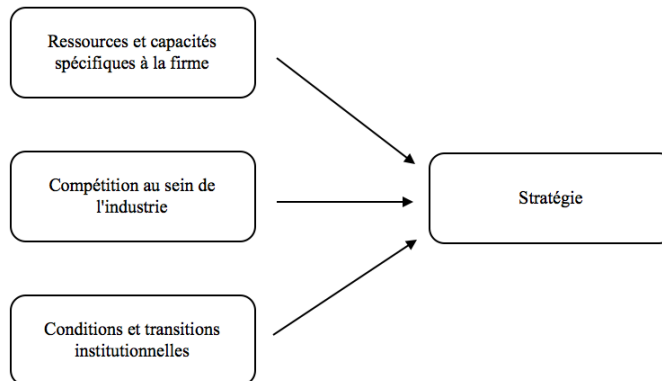 Ressources et capacités
spécifiques à la firme
Compétition au sein de
l'industrie
Stratégie
Conditions et transitions
institutionnelles